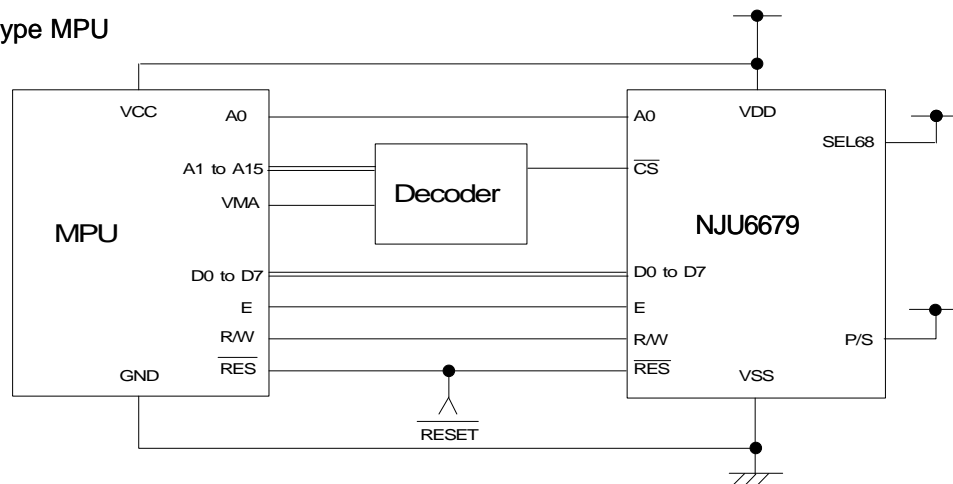 ype MPU
VCC
A0
A1 to A15
VMA
MPU
D0 to D7
E
R/W
RES
GND
Decoder
RESET
A0
VDD
SEL68
CS
NJU6679
D0 to D7
E
R/W
P/S
RES
VSS